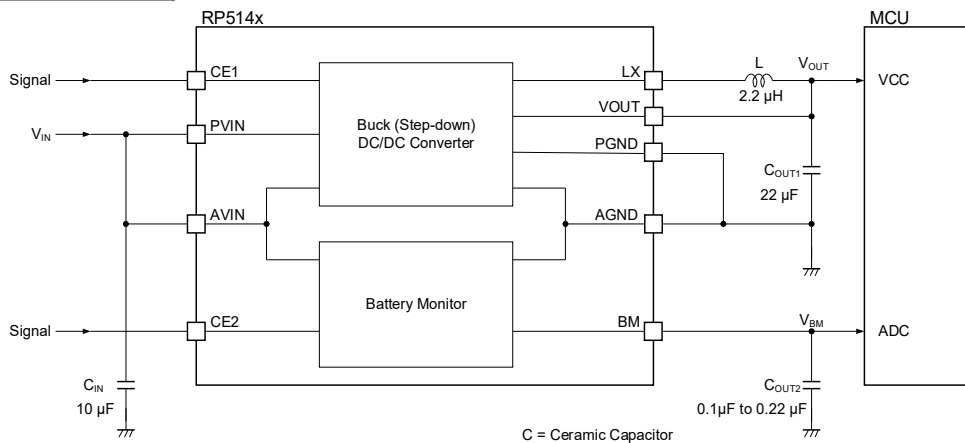 RP514x
MCU
Signal
CE1
LX
L
2.2 µH
VOUT
VCC
VOUT
VIN
PVIN
Buck (Step-down)
DC/DC Converter
PGND
COUT1
22 µF
AVIN
AGND
Battery Monitor
Signal
CE2
BM
VBM
ADC
CIN
10 µF
COUT2
0.1µF to 0.22 µF
C = Ceramic Capacitor